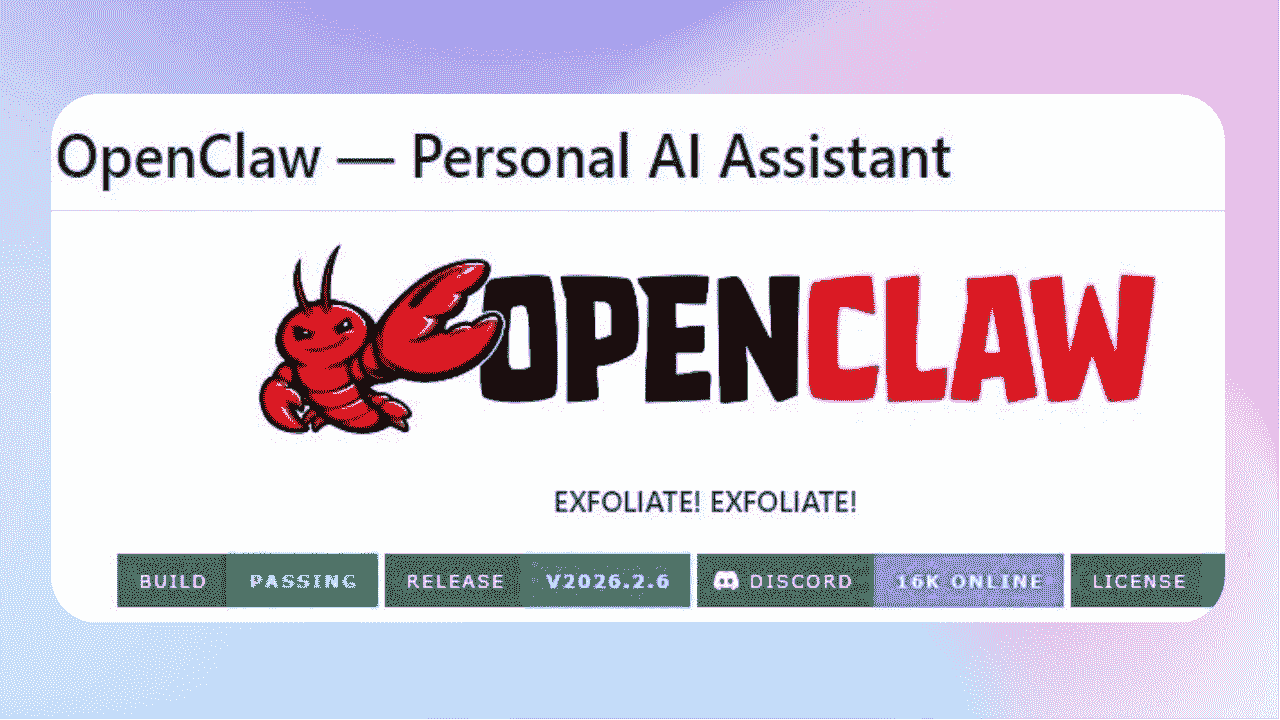 OpenClaw — Personal AI Assistant
OPENCLAW
EXFOLIATE! EXFOLIATE!
BUILD PASSING RELEASE V2026.2.6 DISCORD 16K ONLINE LICENSE